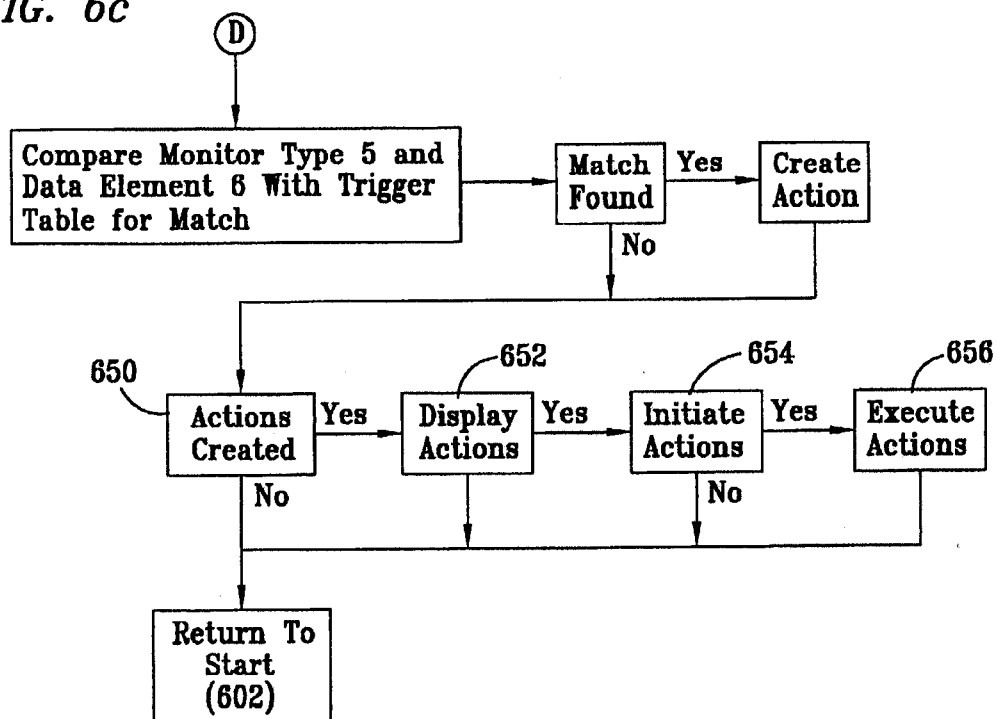 IG. 6c
D
Compare Monitor Type 5 and
Data Element 6 With Trigger
Table for Match
Match
Found
Yes
Create
Action
No
650
652
654
656
Actions
Created
Yes
Display
Actions
Yes
Initiate
Actions
Yes
Execute
Actions
No
No
Return To
Start
(602)